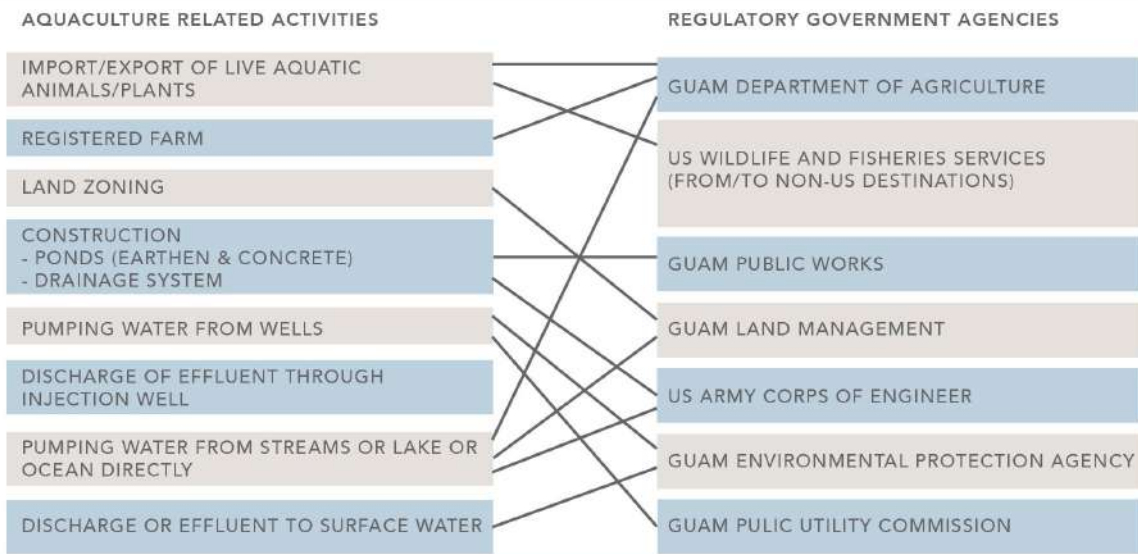 AQUACULTURE RELATED ACTIVITIES
IMPORT/EXPORT OF LIVE AQUATIC
ANIMALS/PLANTS
REGISTERED FARM
LAND ZONING
CONSTRUCTION
- PONDS (EARTHEN & CONCRETE)
- DRAINAGE SYSTEM
PUMPING WATER FROM WELLS
DISCHARGE OF EFFLUENT THROUGH
INJECTION WELL
PUMPING WATER FROM STREAMS OR LAKE OR
OCEAN DIRECTLY
DISCHARGE OR EFFLUENT TO SURFACE WATER
REGULATORY GOVERNMENT AGENCIES
GUAM DEPARTMENT OF AGRICULTURE
US WILDLIFE AND FISHERIES SERVICES
(FROM/TO NON-US DESTINATIONS)
GUAM PUBLIC WORKS
GUAM LAND MANAGEMENT
US ARMY CORPS OF ENGINEER
GUAM ENVIRONMENTAL PROTECTION AGENCY
GUAM PULIC UTILITY COMMISSION